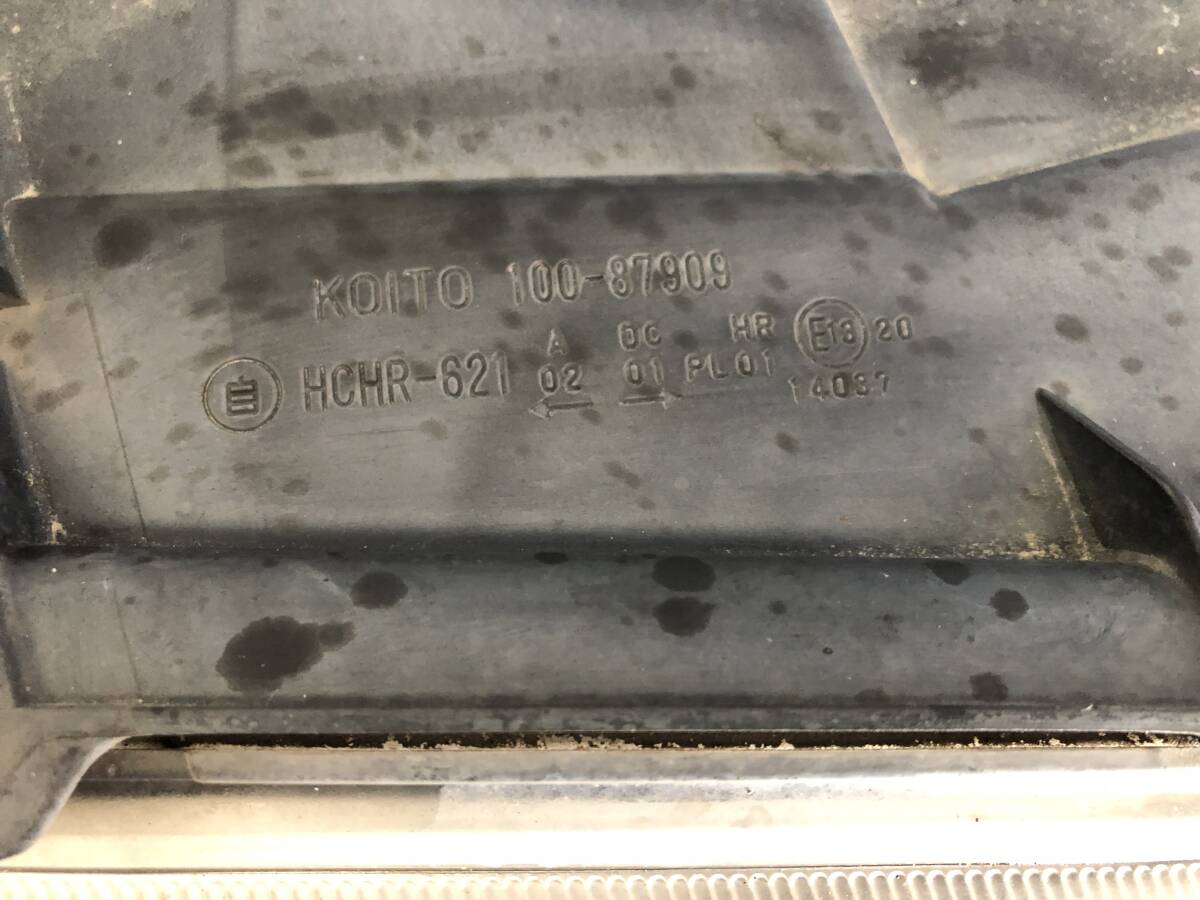 KOITO 100-87909
A DC HR
HCHR-621 02 01 PL01 E13 20
14037